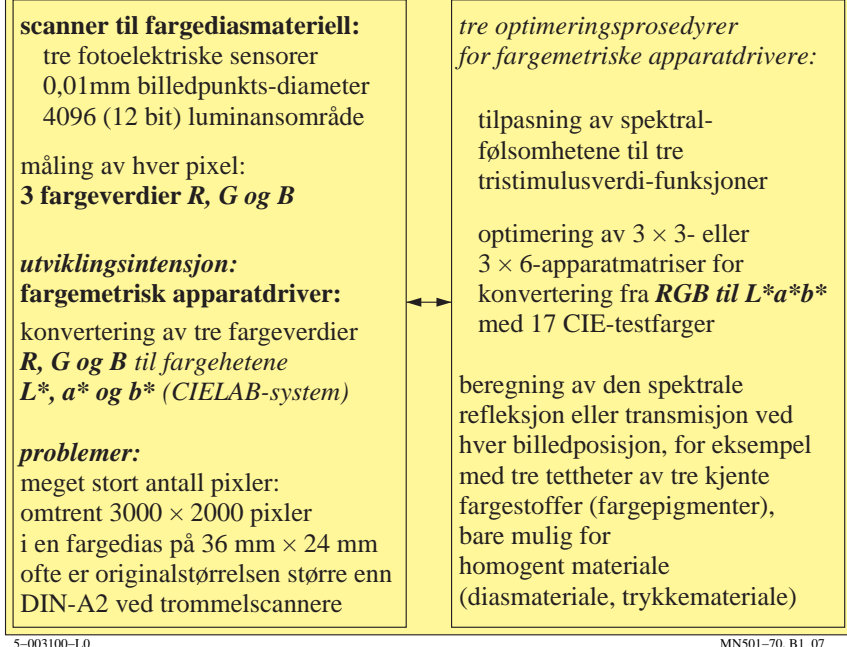 scanner til fargediasmateriell:
tre fotoelektriske sensorer
0,01mm billedpunkts-diameter
4096 (12 bit) luminansområde
måling av hver pixel:
3 fargeverdier R, G og B
utviklingsintensjon:
fargemetrisk apparatdriver:
konvertering av tre fargeverdier
R, G og B til fargehetene
L*, a* og b* (CIELAB-system)
problemer:
meget stort antall pixler:
omtrent 3000 × 2000 pixler
i en fargedias på 36 mm × 24 mm
ofte er originalstørrelsen større enn
DIN-A2 ved trommelscannere
tre optimeringsprosedyrer
for fargemetriske apparatdrivere:
tilpasning av spektral-
følsomhetene til tre
tristimulusverdi-funksjoner
optimering av 3 × 3- eller
3 × 6-apparatmatriser for
konvertering fra RGB til L*a*b*
med 17 CIE-testfarger
beregning av den spektrale
refleksjon eller transmisjon ved
hver billedposisjon, for eksempel
med tre tettheter av tre kjente
fargestoffer (fargepigmenter),
bare mulig for
homogent materiale
(diasmateriale, trykkemateriale)
5-003100-L0
MN501-70, B1_07